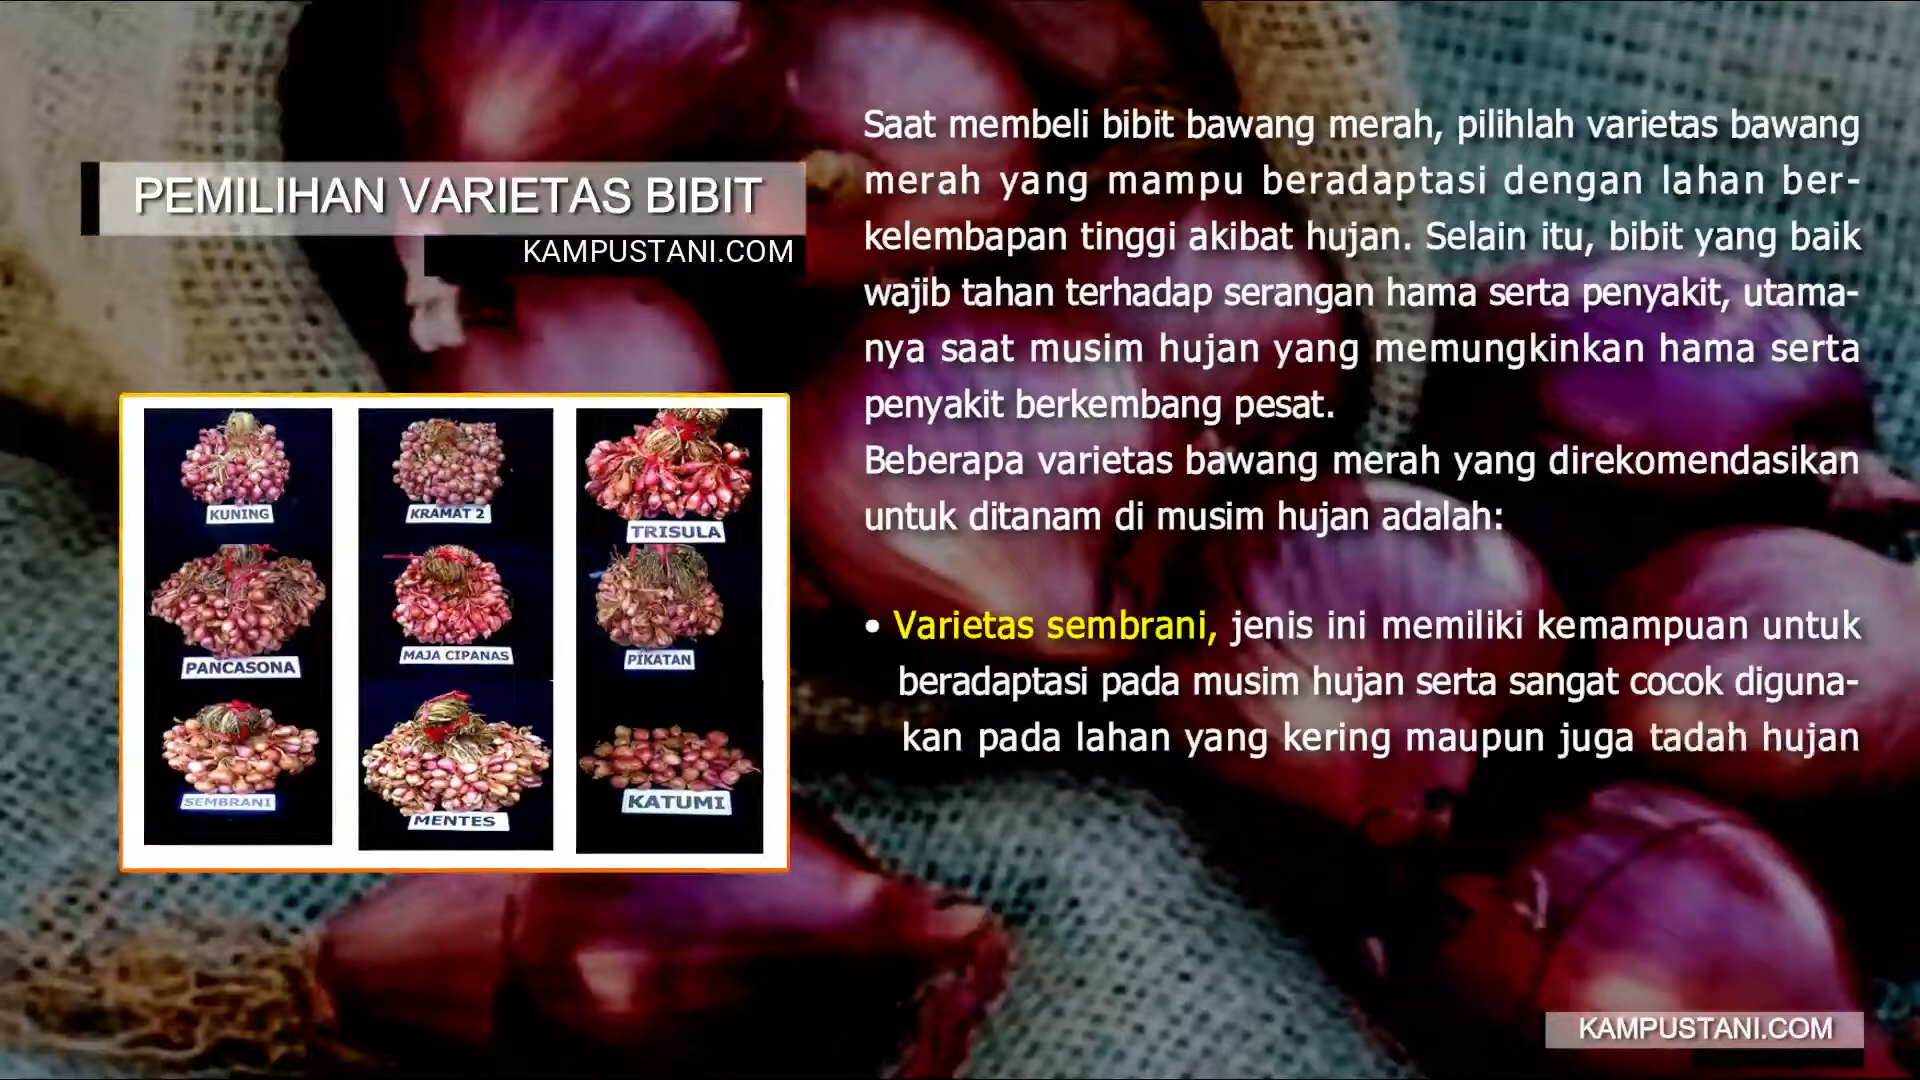 PEMILIHAN VARIETAS BIBIT
KAMPUSTANI.COM
KUNING
KRAMAT 2
TRISULA
PANCASONA
MAJA CIPANAS
PIKATAN
SEMBRANI
MENTES
KATUMI
Saat membeli bibit bawang merah, pilihlah varietas bawang
merah yang mampu beradaptasi dengan lahan ber-
kelembapan tinggi akibat hujan. Selain itu, bibit yang baik
wajib tahan terhadap serangan hama serta penyakit, utama-
nya saat musim hujan yang memungkinkan hama serta
penyakit berkembang pesat.
Beberapa varietas bawang merah yang direkomendasikan
untuk ditanam di musim hujan adalah:
• Varietas sembrani, jenis ini memiliki kemampuan untuk
beradaptasi pada musim hujan serta sangat cocok diguna-
kan pada lahan yang kering maupun juga tadah hujan
KAMPUSTANI.COM